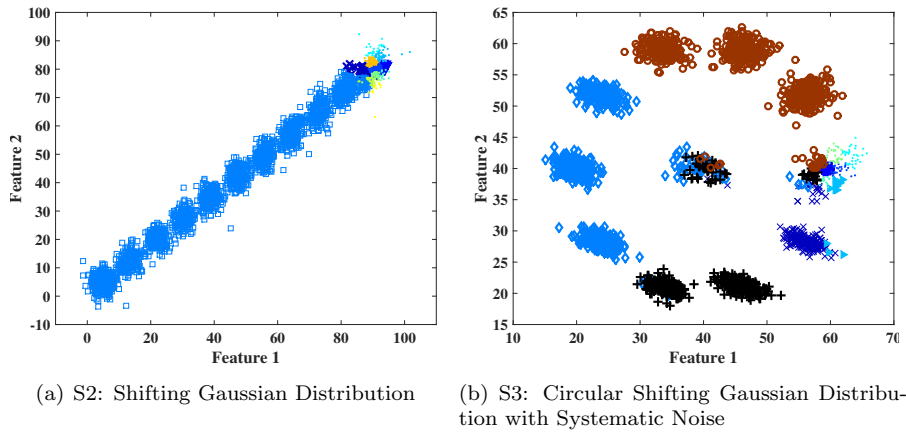 100
90
80
70
60
50
40
30
20
10
0
-10
0 20 40 60 80 100
Feature 1
Feature 2
(a) S2: Shifting Gaussian Distribution
65
60
55
50
45
40
35
30
25
20
15
10 20 30 40 50 60 70
Feature 1
Feature 2
(b) S3: Circular Shifting Gaussian Distribu-
tion with Systematic Noise